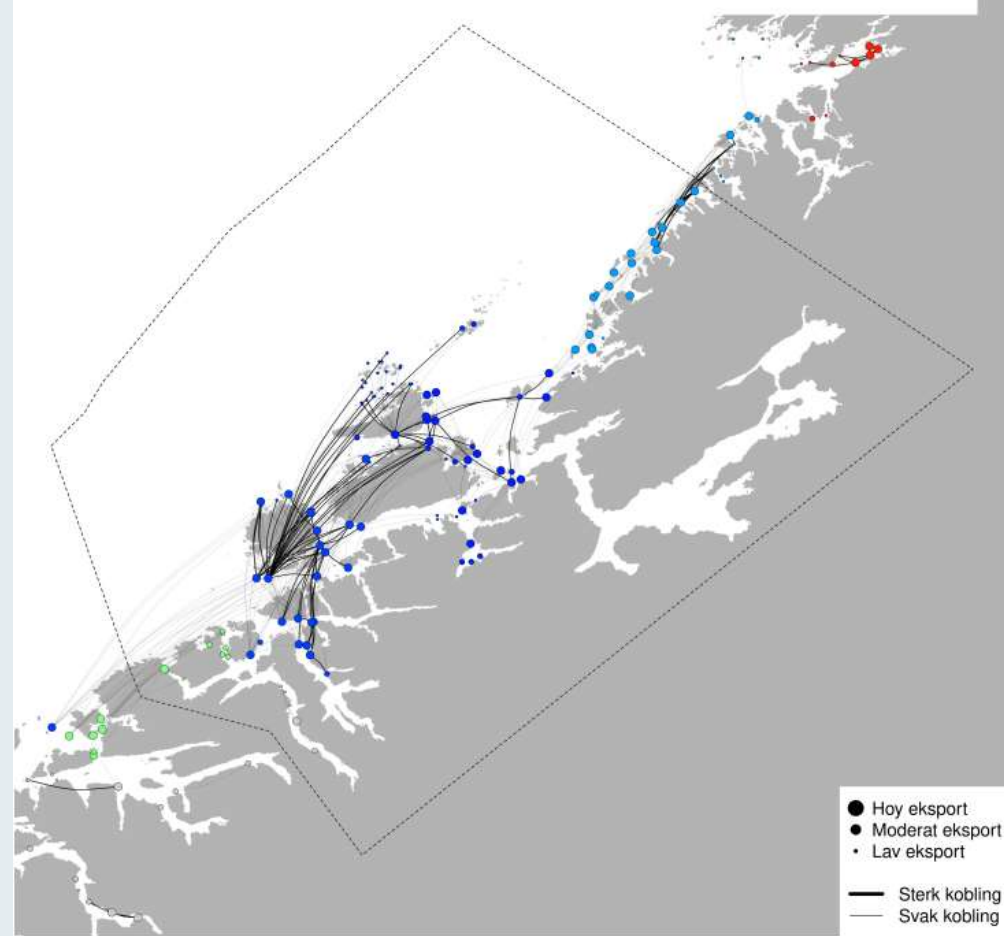 Hoy eksport
Moderat eksport
Lav eksport
Sterk kobling
Svak kobling